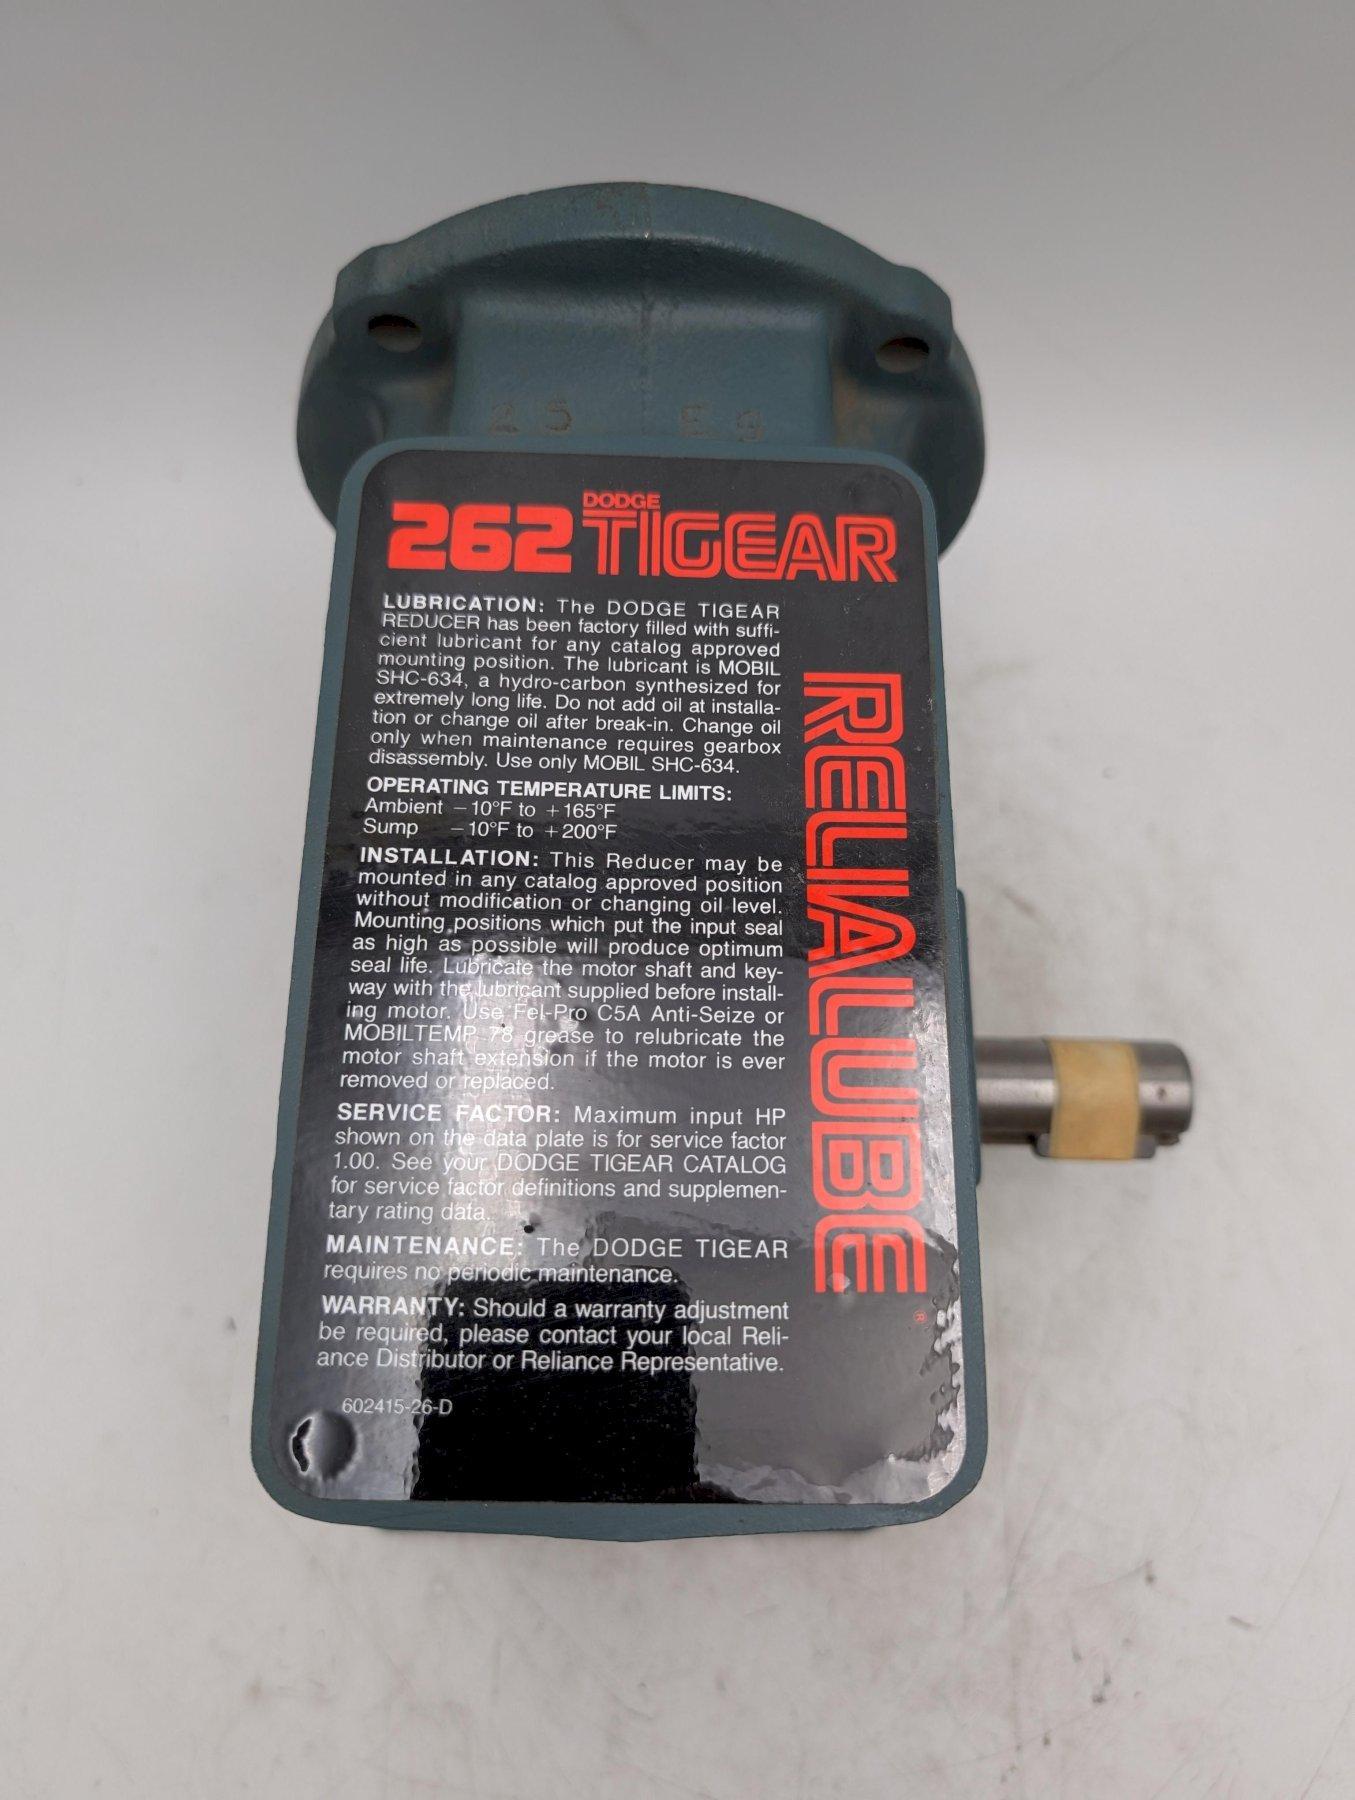 25 E9
262 DODGE TIGEAR
LUBRICATION: The DODGE TIGEAR
REDUCER has been factory filled with suffi-
cient lubricant for any catalog approved
mounting position. The lubricant is MOBIL
SHC-634, a hydro-carbon synthesized for
extremely long life. Do not add oil at installa-
tion or change oil after break-in. Change oil
only when maintenance requires gearbox
disassembly. Use only MOBIL SHC-634.
OPERATING TEMPERATURE LIMITS:
Ambient −10°F to +165°F
Sump −10°F to +200°F
INSTALLATION: This Reducer may be
mounted in any catalog approved position
without modification or changing oil level.
Mounting positions which put the input seal
as high as possible will produce optimum
seal life. Lubricate the motor shaft and key-
way with the lubricant supplied before install-
ing motor. Use Fel-Pro C5A Anti-Seize or
MOBILTEMP 78 grease to relubricate the
motor shaft extension if the motor is ever
removed or replaced.
SERVICE FACTOR: Maximum input HP
shown on the data plate is for service factor
1.00. See your DODGE TIGEAR CATALOG
for service factor definitions and supplemen-
tary rating data.
MAINTENANCE: The DODGE TIGEAR
requires no periodic maintenance.
WARRANTY: Should a warranty adjustment
be required, please contact your local Reli-
ance Distributor or Reliance Representative.
602415-26-D
RELIALUBE®